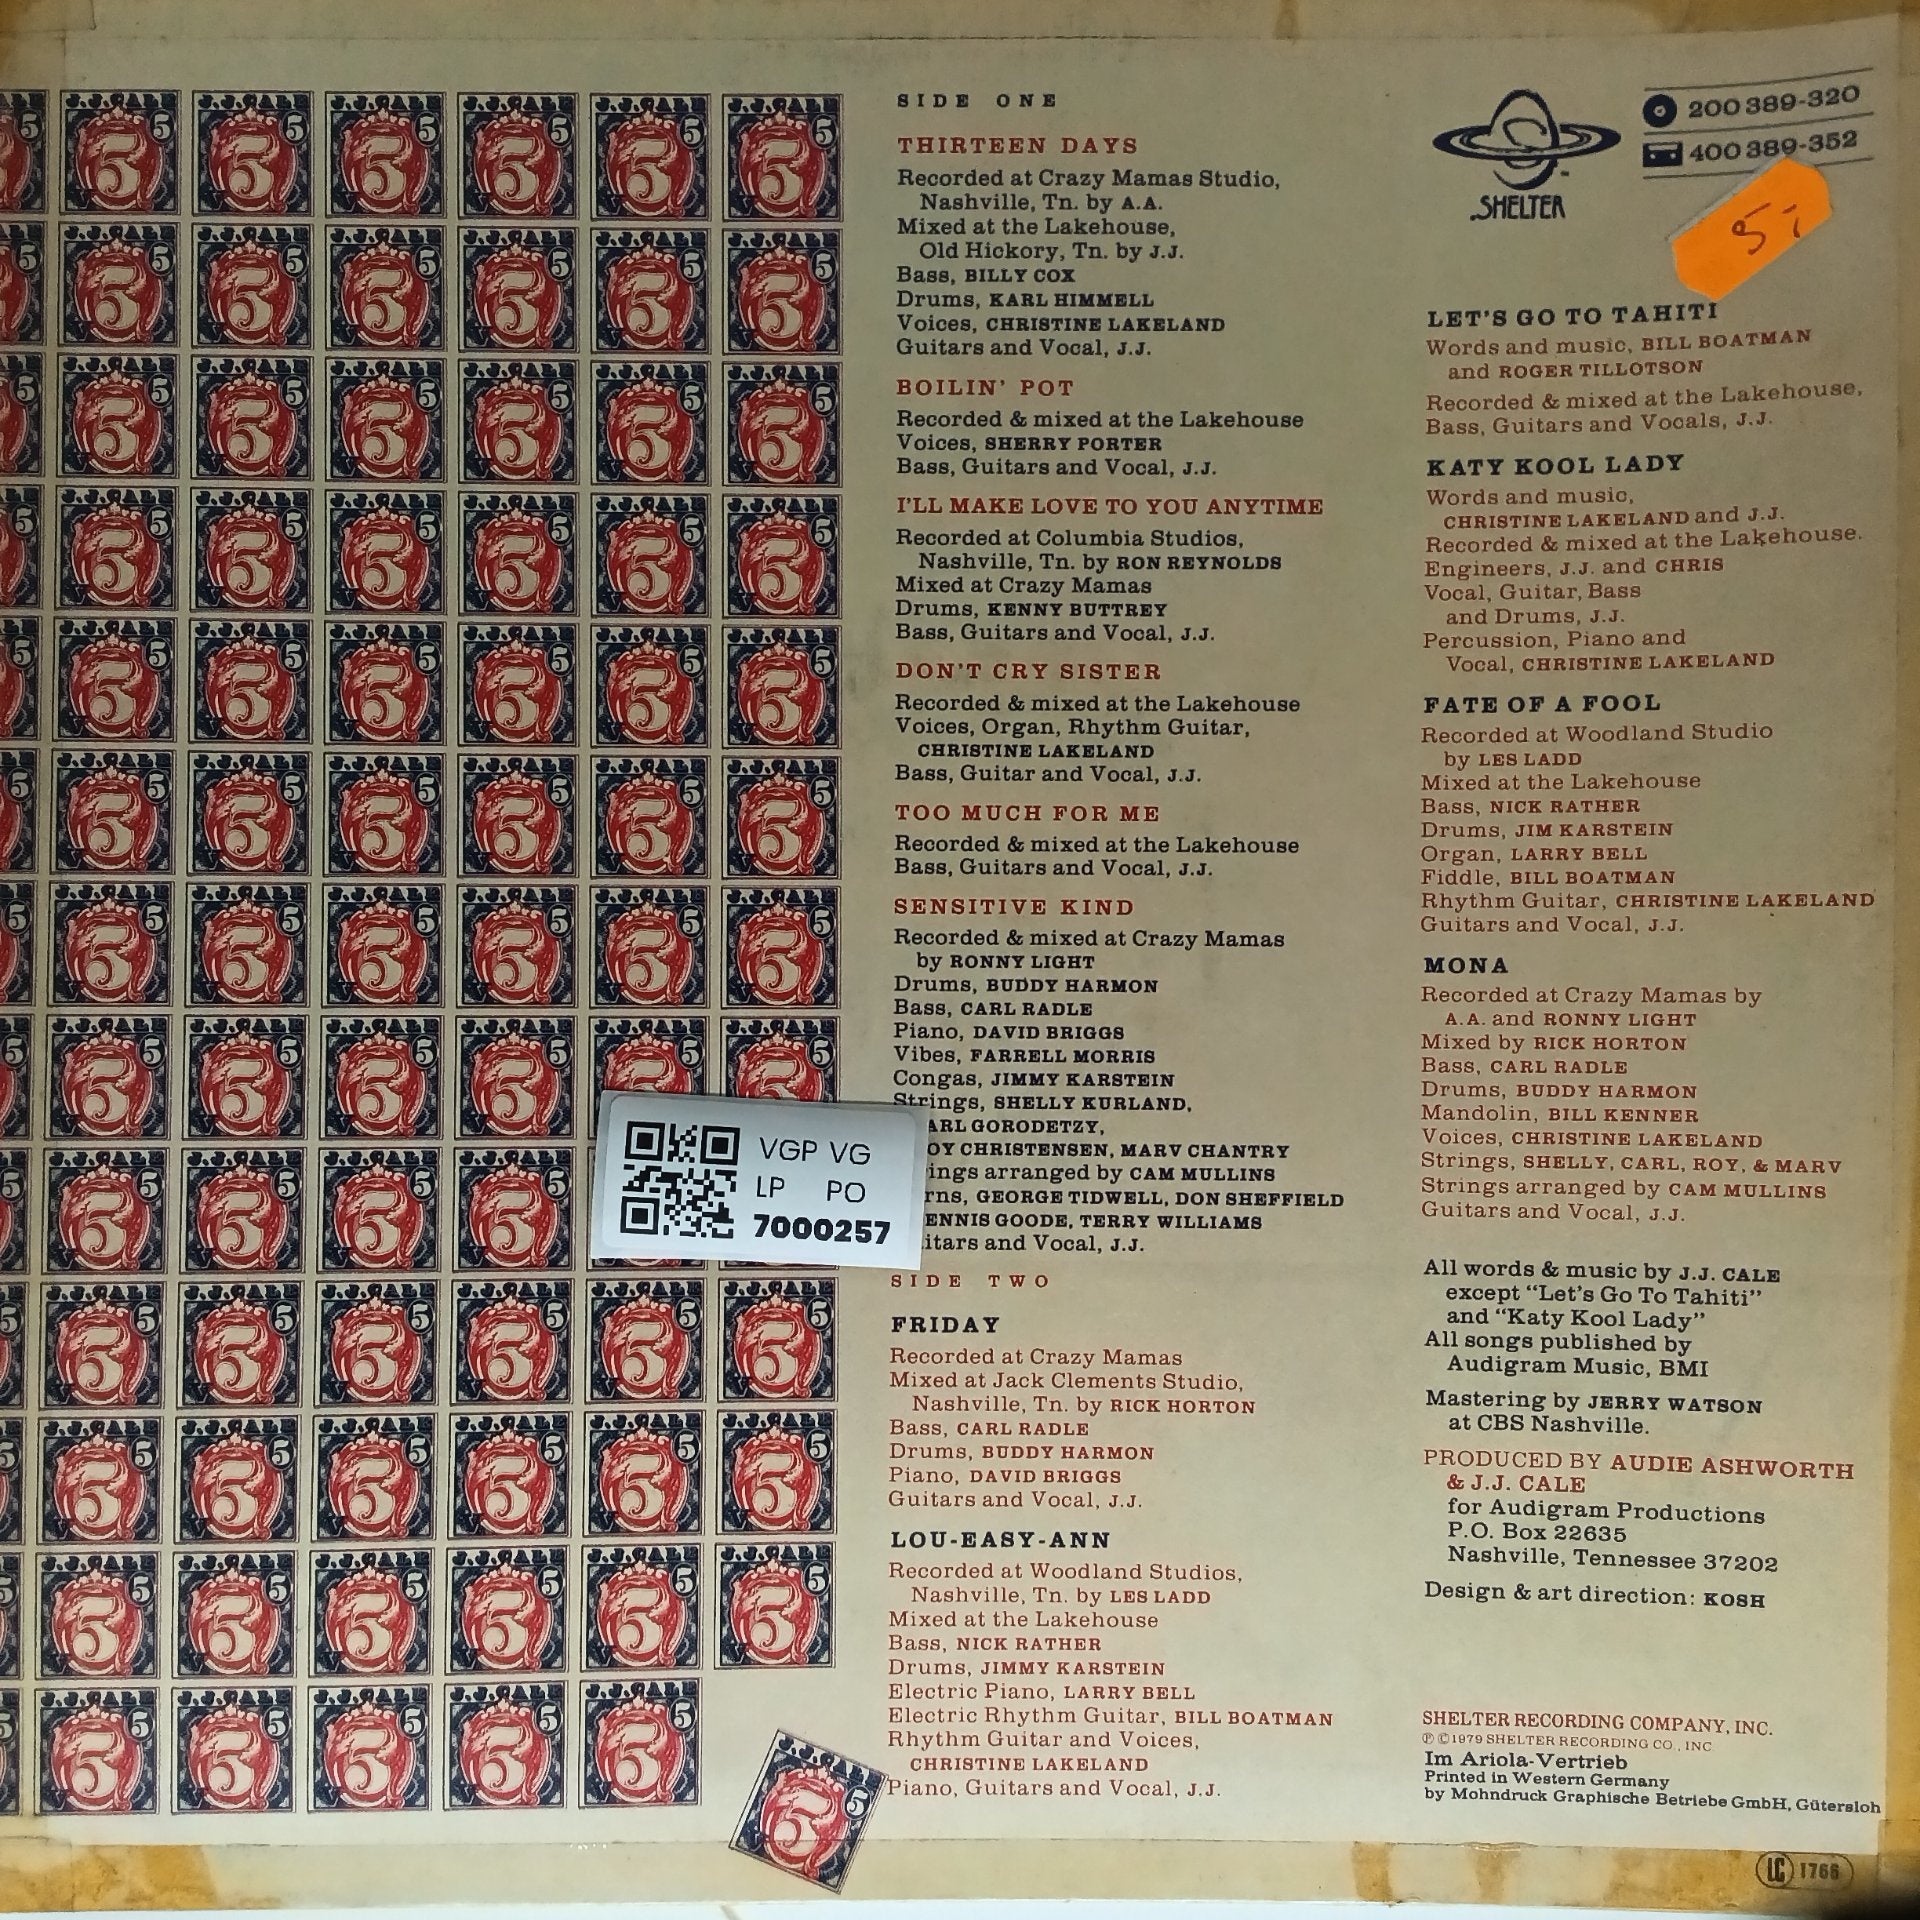 SIDE ONE
THIRTEEN DAYS
Recorded at Crazy Mamas Studio,
Nashville, Tn. by A.A.
Mixed at the Lakehouse,
Old Hickory, Tn. by J.J.
Bass, BILLY COX
Drums, KARL HIMMELL
Voices, CHRISTINE LAKELAND
Guitars and Vocal, J.J.
BOILIN' POT
Recorded & mixed at the Lakehouse
Voices, SHERRY PORTER
Bass, Guitars and Vocal, J.J.
I'LL MAKE LOVE TO YOU ANYTIME
Recorded at Columbia Studios,
Nashville, Tn. by RON REYNOLDS
Mixed at Crazy Mamas
Drums, KENNY BUTTREY
Bass, Guitars and Vocal, J.J.
DON'T CRY SISTER
Recorded & mixed at the Lakehouse
Voices, Organ, Rhythm Guitar,
CHRISTINE LAKELAND
Bass, Guitar and Vocal, J.J.
TOO MUCH FOR ME
Recorded & mixed at the Lakehouse
Bass, Guitars and Vocal, J.J.
SENSITIVE KIND
Recorded & mixed at Crazy Mamas
by RONNY LIGHT
Drums, BUDDY HARMON
Bass, CARL RADLE
Piano, DAVID BRIGGS
Vibes, FARRELL MORRIS
Congas, JIMMY KARSTEIN
Strings, SHELLY KURLAND,
ARL GORODETZY,
OY CHRISTENSEN, MARV CHANTRY
ings arranged by CAM MULLINS
rns, GEORGE TIDWELL, DON SHEFFIELD
ENNIS GOODE, TERRY WILLIAMS
itars and Vocal, J.J.
SIDE TWO
FRIDAY
Recorded at Crazy Mamas
Mixed at Jack Clements Studio,
Nashville, Tn. by RICK HORTON
Bass, CARL RADLE
Drums, BUDDY HARMON
Piano, DAVID BRIGGS
Guitars and Vocal, J.J.
LOU-EASY-ANN
Recorded at Woodland Studios,
Nashville, Tn. by LES LADD
Mixed at the Lakehouse
Bass, NICK RATHER
Drums, JIMMY KARSTEIN
Electric Piano, LARRY BELL
Electric Rhythm Guitar, BILL BOATMAN
Rhythm Guitar and Voices,
CHRISTINE LAKELAND
Piano, Guitars and Vocal, J.J.
SHELTER
200 389-320
400 389-352
5,-
LET'S GO TO TAHITI
Words and music, BILL BOATMAN
and ROGER TILLOTSON
Recorded & mixed at the Lakehouse,
Bass, Guitars and Vocals, J.J.
KATY KOOL LADY
Words and music,
CHRISTINE LAKELAND and J.J.
Recorded & mixed at the Lakehouse.
Engineers, J.J. and CHRIS
Vocal, Guitar, Bass
and Drums, J.J.
Percussion, Piano and
Vocal, CHRISTINE LAKELAND
FATE OF A FOOL
Recorded at Woodland Studio
by LES LADD
Mixed at the Lakehouse
Bass, NICK RATHER
Drums, JIM KARSTEIN
Organ, LARRY BELL
Fiddle, BILL BOATMAN
Rhythm Guitar, CHRISTINE LAKELAND
Guitars and Vocal, J.J.
MONA
Recorded at Crazy Mamas by
A.A. and RONNY LIGHT
Mixed by RICK HORTON
Bass, CARL RADLE
Drums, BUDDY HARMON
Mandolin, BILL KENNER
Voices, CHRISTINE LAKELAND
Strings, SHELLY, CARL, ROY, & MARV
Strings arranged by CAM MULLINS
Guitars and Vocal, J.J.
All words & music by J.J. CALE
except "Let's Go To Tahiti"
and "Katy Kool Lady"
All songs published by
Audigram Music, BMI
Mastering by JERRY WATSON
at CBS Nashville.
PRODUCED BY AUDIE ASHWORTH
& J.J. CALE
for Audigram Productions
P.O. Box 22635
Nashville, Tennessee 37202
Design & art direction: KOSH
SHELTER RECORDING COMPANY, INC.
℗ © 1979 SHELTER RECORDING CO., INC.
Im Ariola-Vertrieb
Printed in Western Germany
by Mohndruck Graphische Betriebe GmbH, Gütersloh
LC 1766
VGP VG
LP PO
7000257
J.J. CALE
5
5
V